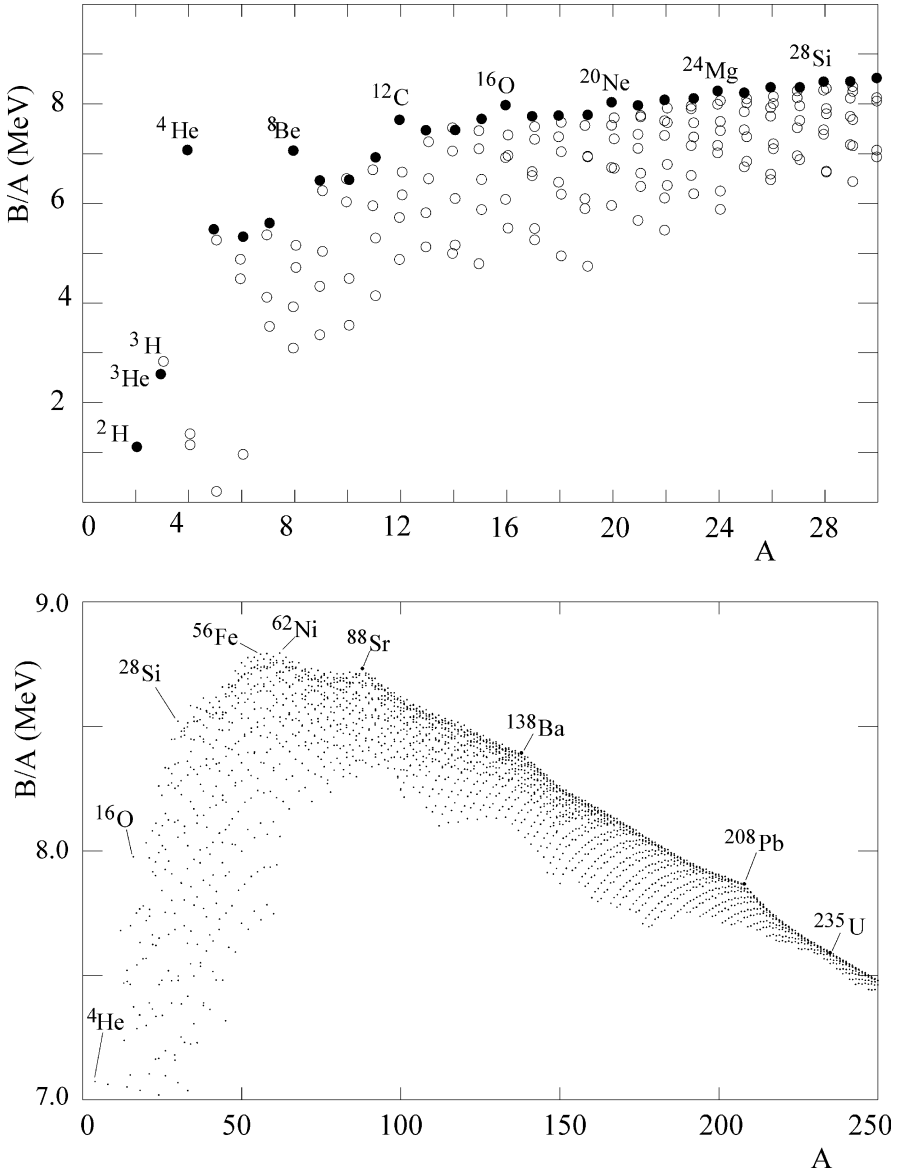 B/A (MeV)
8
6
4
2
⁴He
⁸Be
¹²C
¹⁶O
²⁰Ne
²⁴Mg
²⁸Si
³H
³He
²H
0 4 8 12 16 20 24 28
A
9.0
8.0
7.0
B/A (MeV)
⁵⁶Fe
⁶²Ni
⁸⁸Sr
²⁸Si
¹³⁸Ba
¹⁶O
²⁰⁸Pb
²³⁵U
⁴He
0 50 100 150 200 250
A